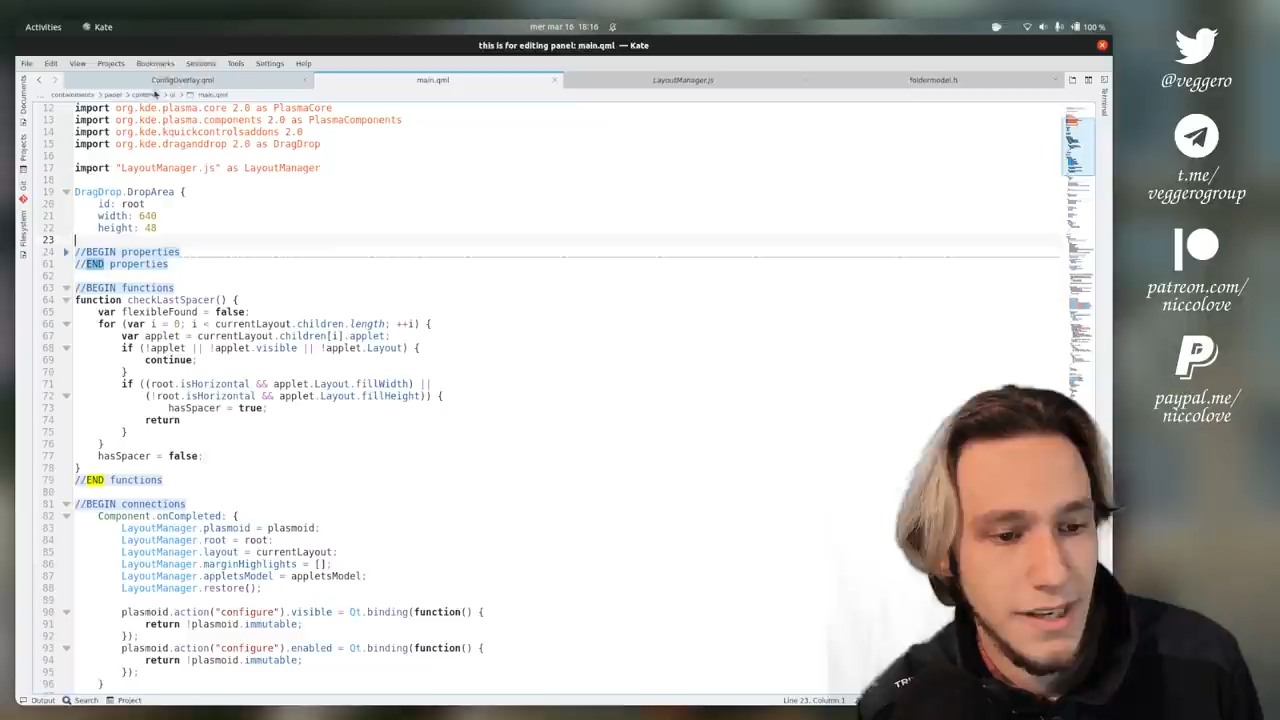 Activities
Kate
mer mar 16 18:16
100 %
this is for editing panel: main.qml — Kate
File Edit View Projects Bookmarks Sessions Tools Settings Help
ConfigOverlay.qml
main.qml
LayoutManager.js
foldermodel.h
... containments panel contents ui main.qml
Documents
Projects
Git
Filesystem
Terminal
12 import org.kde.plasma.core 2.0 as PlasmaCore
13 import org.kde.plasma.components 2.0 as PlasmaComponents
14 import org.kde.kquickcontrolsaddons 2.0
15 import org.kde.draganddrop 2.0 as DragDrop
16
17 import "LayoutManager.js" as LayoutManager
18
19 DragDrop.DropArea {
20 id: root
21 width: 640
22 height: 48
23
24 //BEGIN properties
61 //END properties
62
63 //BEGIN functions
64 function checkLastSpacer() {
65 var flexibleFound = false;
66 for (var i = 0; i < currentLayout.children.length; ++i) {
67 var applet = currentLayout.children[i].applet;
68 if (!applet || !applet.visible || !applet.Layout) {
69 continue;
70 }
71 if ((root.isHorizontal && applet.Layout.fillWidth) ||
72 (!root.isHorizontal && applet.Layout.fillHeight)) {
73 hasSpacer = true;
74 return
75 }
76 }
77 hasSpacer = false;
78 }
79 //END functions
80
81 //BEGIN connections
82 Component.onCompleted: {
83 LayoutManager.plasmoid = plasmoid;
84 LayoutManager.root = root;
85 LayoutManager.layout = currentLayout;
86 LayoutManager.marginHighlights = [];
87 LayoutManager.appletsModel = appletsModel;
88 LayoutManager.restore();
89
90 plasmoid.action("configure").visible = Qt.binding(function() {
91 return !plasmoid.immutable;
92 });
93 plasmoid.action("configure").enabled = Qt.binding(function() {
94 return !plasmoid.immutable;
95 });
96 }
Output Search Project
Line 23, Column 1
@veggero
t.me/
veggerogroup
patreon.com/
niccolove
paypal.me/
niccolove